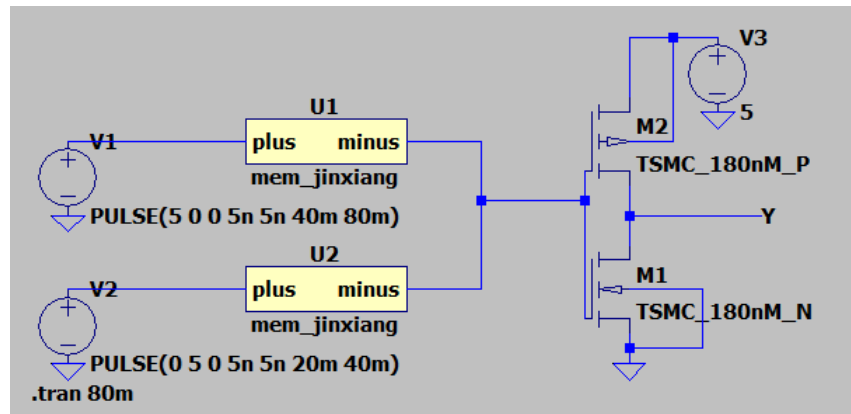 V3
U1
V1
plus
minus
M2
5
mem_jinxiang
TSMC_180nM_P
PULSE(5 0 0 5n 5n 40m 80m)
Y
U2
V2
plus
minus
M1
mem_jinxiang
TSMC_180nM_N
PULSE(0 5 0 5n 5n 20m 40m)
.tran 80m